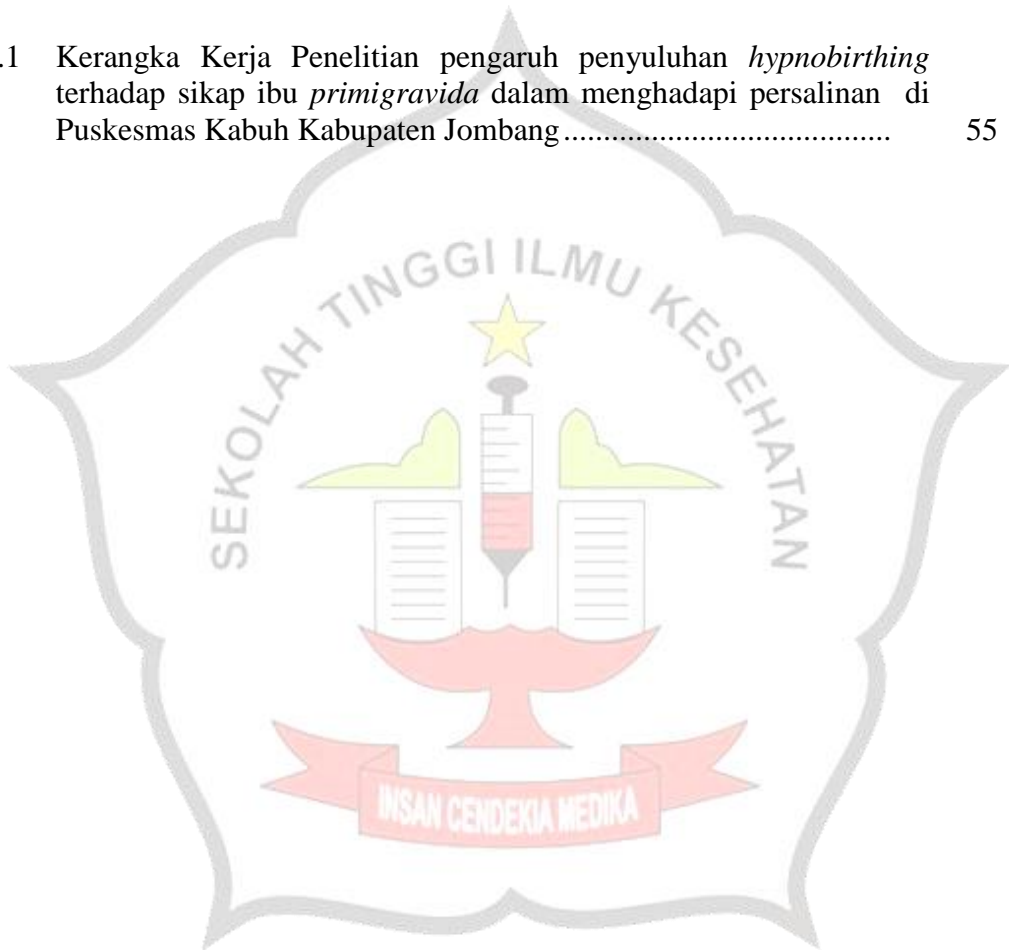 .1 Kerangka Kerja Penelitian pengaruh penyuluhan hypnobirthing
terhadap sikap ibu primigravida dalam menghadapi persalinan di
Puskesmas Kabuh Kabupaten Jombang ...................................... 55
SEKOLAH TINGGI ILMU KESEHATAN
INSAN CENDEKIA MEDIKA